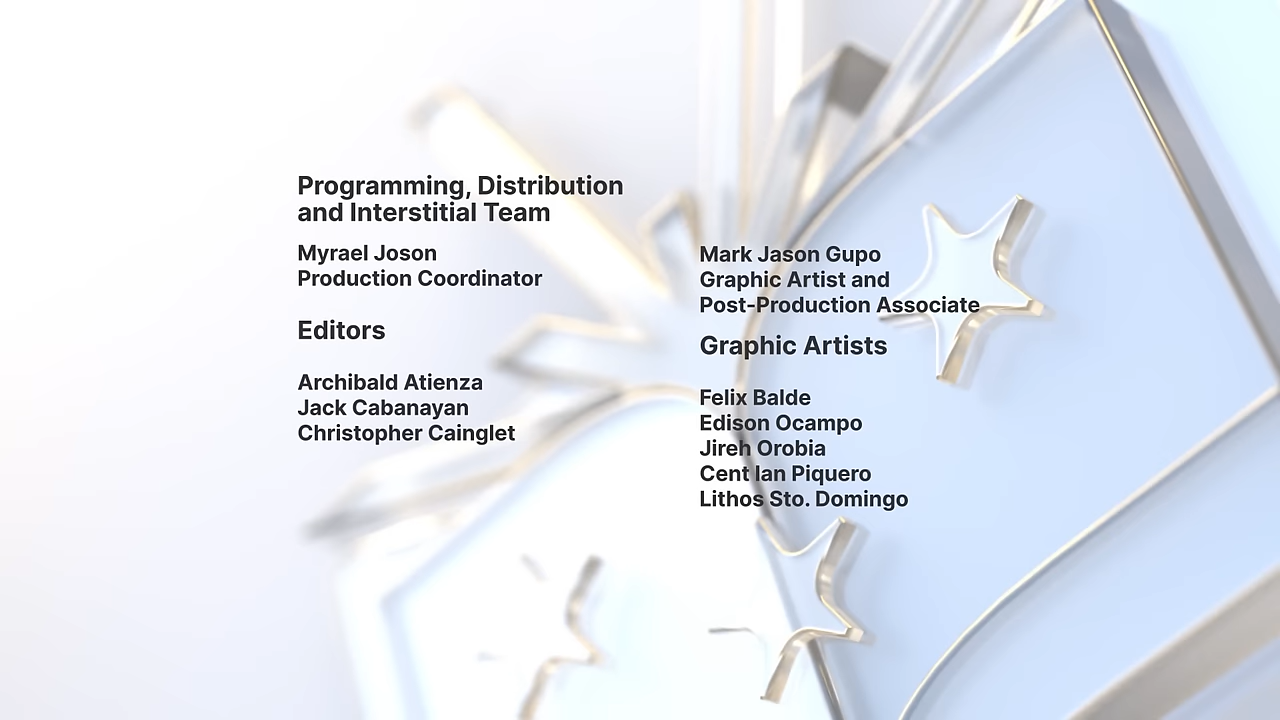 Programming, Distribution
and Interstitial Team
Myrael Joson
Production Coordinator
Editors
Archibald Atienza
Jack Cabanayan
Christopher Cainglet
Mark Jason Gupo
Graphic Artist and
Post-Production Associate
Graphic Artists
Felix Balde
Edison Ocampo
Jireh Orobia
Cent Ian Piquero
Lithos Sto. Domingo